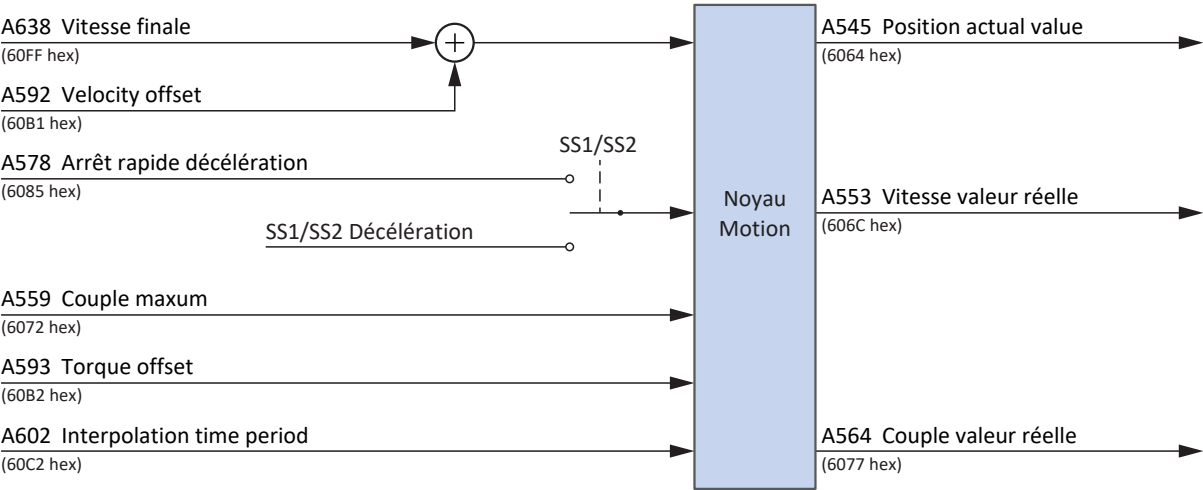 A638 Vitesse finale
(60FF hex)
A592 Velocity offset
(60B1 hex)
A578 Arrêt rapide décélération
(6085 hex)
SS1/SS2
SS1/SS2 Décélération
A559 Couple maxum
(6072 hex)
A593 Torque offset
(60B2 hex)
A602 Interpolation time period
(60C2 hex)
Noyau
Motion
A545 Position actual value
(6064 hex)
A553 Vitesse valeur réelle
(606C hex)
A564 Couple valeur réelle
(6077 hex)